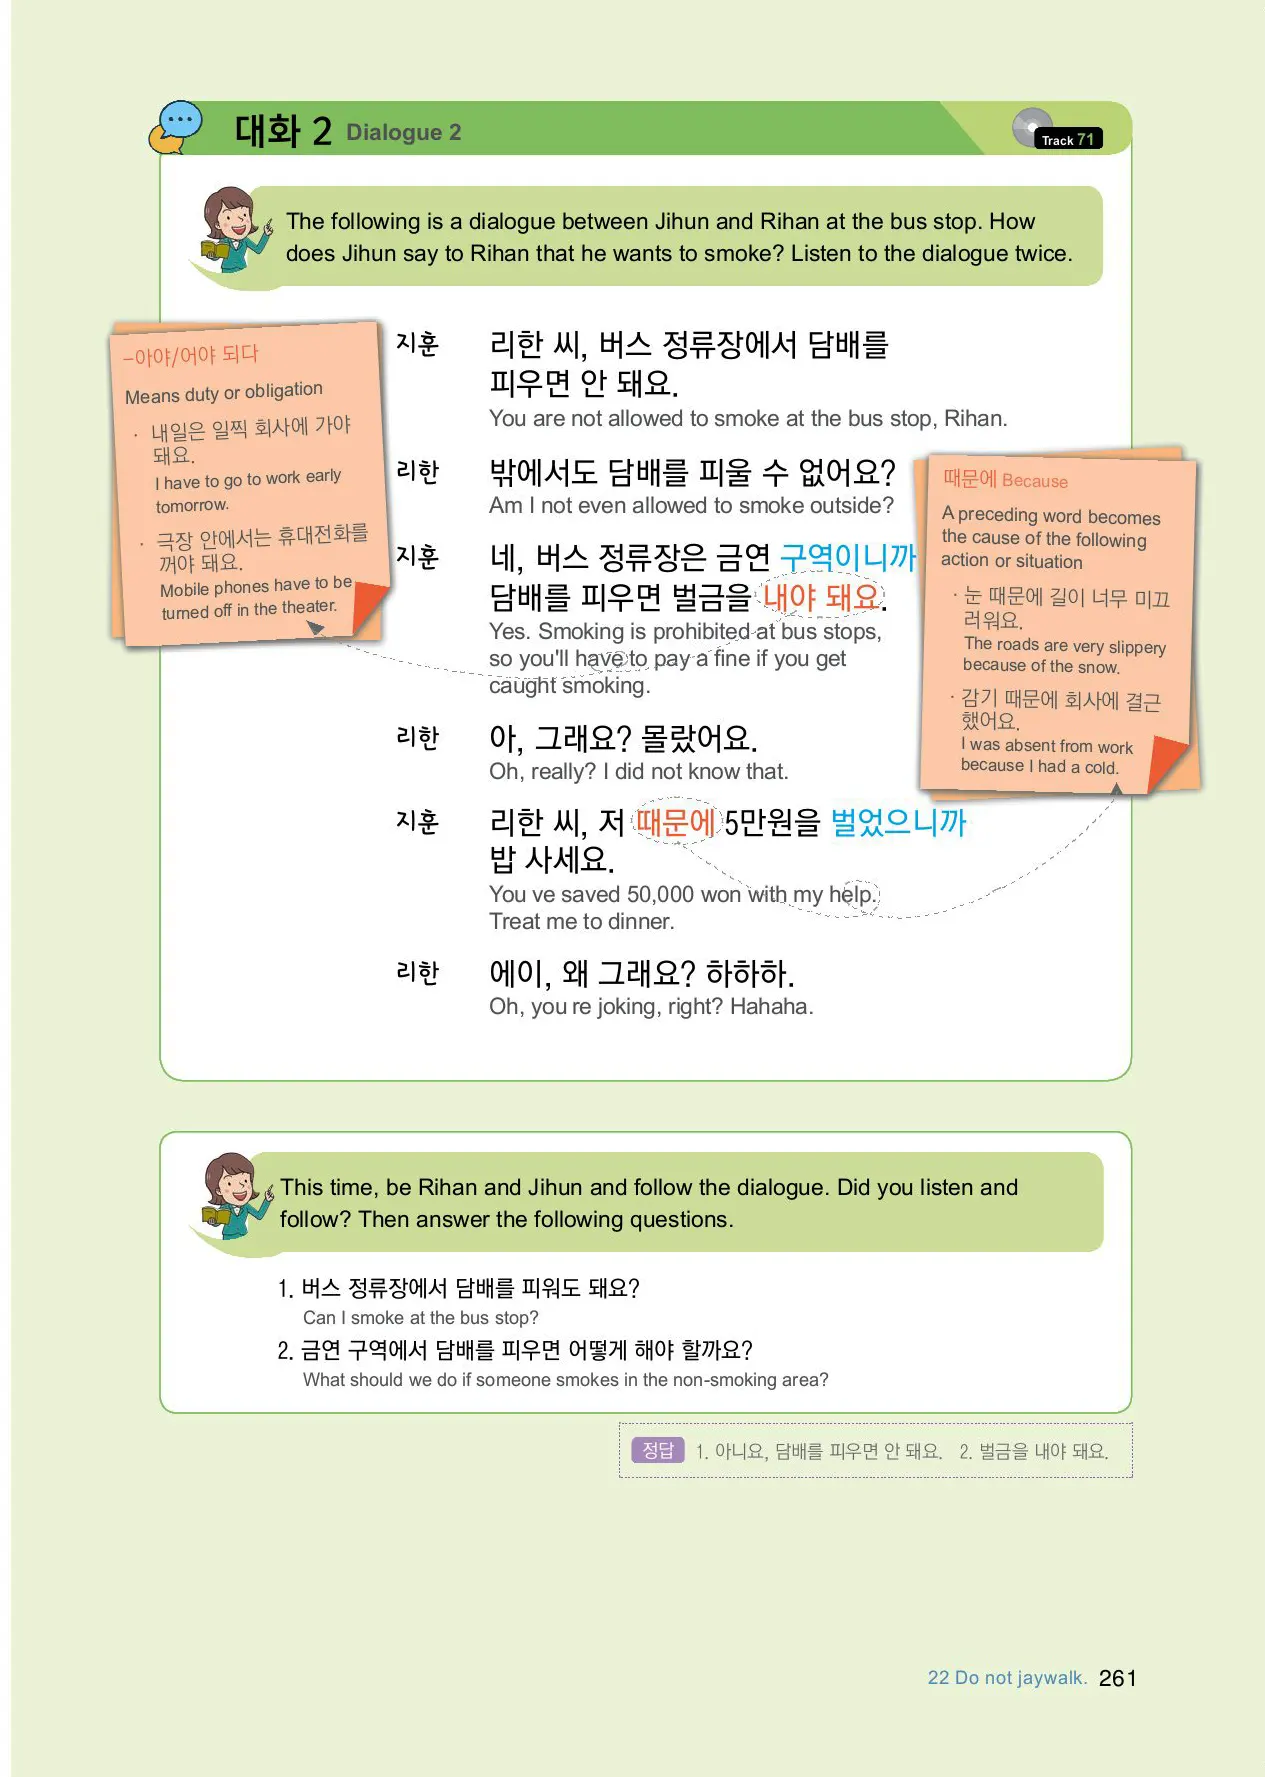 대화 2 Dialogue 2
Track 71
The following is a dialogue between Jihun and Rihan at the bus stop. How
does Jihun say to Rihan that he wants to smoke? Listen to the dialogue twice.
-아야/어야 되다
Means duty or obligation
· 내일은 일찍 회사에 가야
돼요.
I have to go to work early
tomorrow.
· 극장 안에서는 휴대전화를
꺼야 돼요.
Mobile phones have to be
turned off in the theater.
지훈 리한 씨, 버스 정류장에서 담배를
피우면 안 돼요.
You are not allowed to smoke at the bus stop, Rihan.
리한 밖에서도 담배를 피울 수 없어요?
Am I not even allowed to smoke outside?
지훈 네, 버스 정류장은 금연 구역이니까
담배를 피우면 벌금을 내야 돼요.
Yes. Smoking is prohibited at bus stops,
so you'll have to pay a fine if you get
caught smoking.
리한 아, 그래요? 몰랐어요.
Oh, really? I did not know that.
지훈 리한 씨, 저 때문에 5만원을 벌었으니까
밥 사세요.
You ve saved 50,000 won with my help.
Treat me to dinner.
리한 에이, 왜 그래요? 하하하.
Oh, you re joking, right? Hahaha.
때문에 Because
A preceding word becomes
the cause of the following
action or situation
· 눈 때문에 길이 너무 미끄
러워요.
The roads are very slippery
because of the snow.
· 감기 때문에 회사에 결근
했어요.
I was absent from work
because I had a cold.
This time, be Rihan and Jihun and follow the dialogue. Did you listen and
follow? Then answer the following questions.
1. 버스 정류장에서 담배를 피워도 돼요?
Can I smoke at the bus stop?
2. 금연 구역에서 담배를 피우면 어떻게 해야 할까요?
What should we do if someone smokes in the non-smoking area?
정답 1. 아니요, 담배를 피우면 안 돼요. 2. 벌금을 내야 돼요.
22 Do not jaywalk. 261